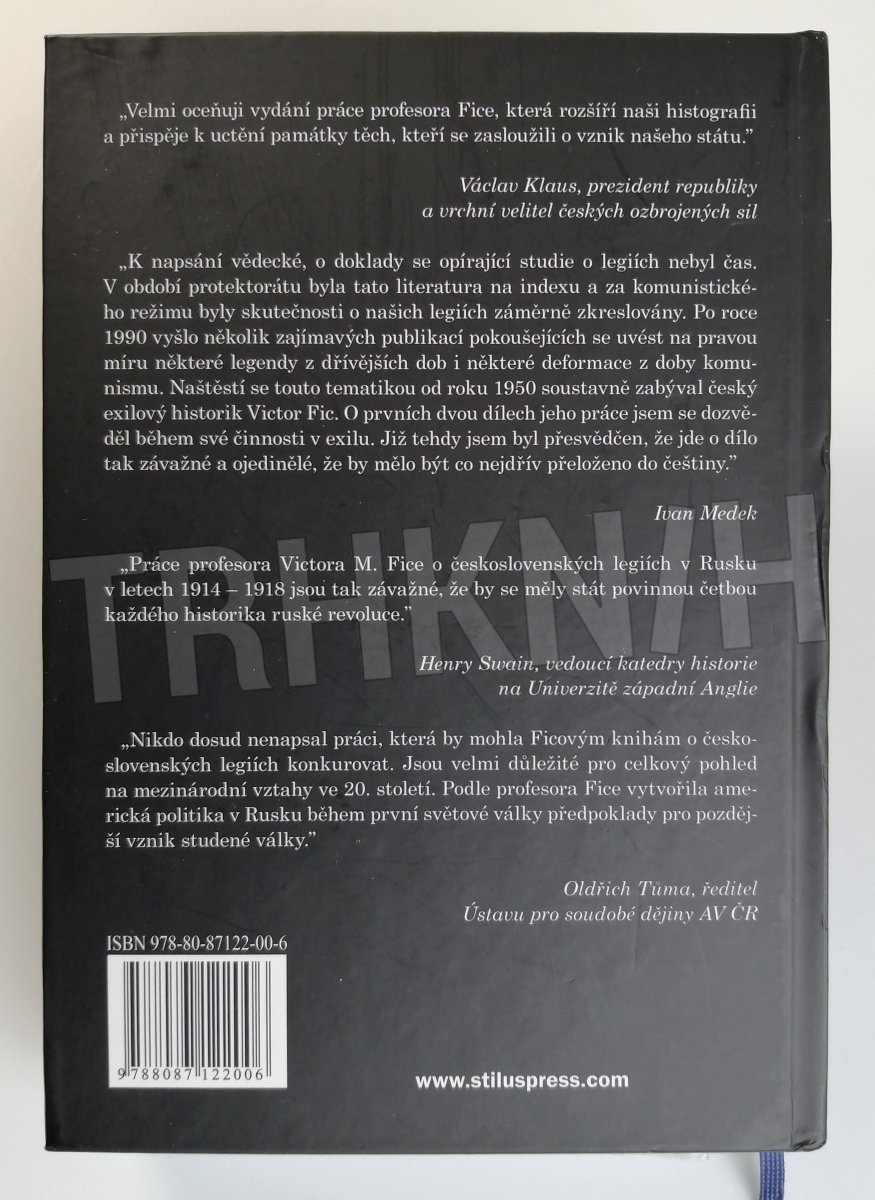 „Velmi oceňuji vydání práce profesora Fice, která rozšíří naši histografii
a přispěje k uctění památky těch, kteří se zasloužili o vznik našeho státu.”
Václav Klaus, prezident republiky
a vrchní velitel českých ozbrojených sil
„K napsání vědecké, o doklady se opírající studie o legiích nebyl čas.
V období protektorátu byla tato literatura na indexu a za komunistické-
ho režimu byly skutečnosti o našich legiích záměrně zkreslovány. Po roce
1990 vyšlo několik zajímavých publikací pokoušejících se uvést na pravou
míru některé legendy z dřívějších dob i některé deformace z doby komu-
nismu. Naštěstí se touto tematikou od roku 1950 soustavně zabýval český
exilový historik Victor Fic. O prvních dvou dílech jeho práce jsem se dozvě-
děl během své činnosti v exilu. Již tehdy jsem byl přesvědčen, že jde o dílo
tak závažné a ojedinělé, že by mělo být co nejdřív přeloženo do češtiny.”
Ivan Medek
TRHKNIH
„Práce profesora Victora M. Fice o československých legiích v Rusku
v letech 1914 – 1918 jsou tak závažné, že by se měly stát povinnou četbou
každého historika ruské revoluce.”
Henry Swain, vedoucí katedry historie
na Univerzitě západní Anglie
„Nikdo dosud nenapsal práci, která by mohla Ficovým knihám o česko-
slovenských legiích konkurovat. Jsou velmi důležité pro celkový pohled
na mezinárodní vztahy ve 20. století. Podle profesora Fice vytvořila ame-
rická politika v Rusku během první světové války předpoklady pro pozděj-
ší vznik studené války.”
Oldřich Tůma, ředitel
Ústavu pro soudobé dějiny AV ČR
ISBN 978-80-87122-00-6
9788087122006
www.stiluspress.com